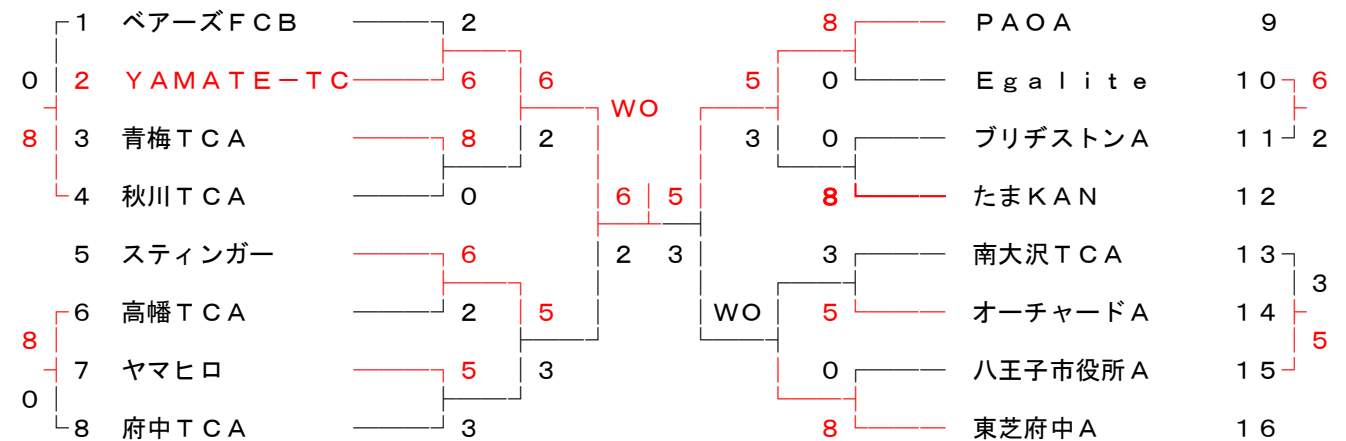 1 ベアーズFCB 2 8 PAOA 9
0 2 YAMATE-TC 6 6 5 0 Egalite 10 6
WO
8 3 青梅TCA 8 2 3 0 ブリヂストンA 11 2
4 秋川TCA 0 6 5 8 たまKAN 12
5 スティンガー 6 2 3 3 南大沢TCA 13
3
6 高幡TCA 2 5 WO 5 オーチャードA 14
8 5
7 ヤマヒロ 5 3 0 八王子市役所A 15
0
8 府中TCA 3 8 東芝府中A 16